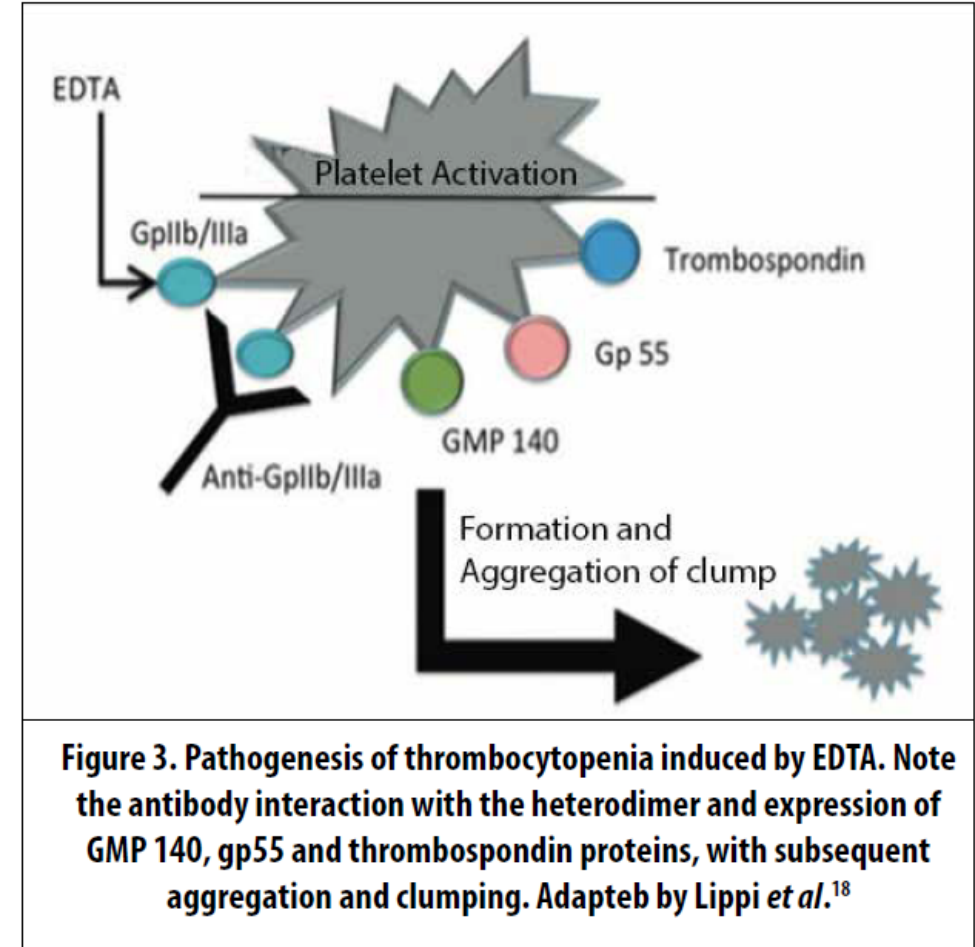 EDTA
Platelet Activation
GpIIb/IIIa
Trombospondin
Gp 55
GMP 140
Anti-GpIIb/IIIa
Formation and
Aggregation of clump
Figure 3. Pathogenesis of thrombocytopenia induced by EDTA. Note
the antibody interaction with the heterodimer and expression of
GMP 140, gp55 and thrombospondin proteins, with subsequent
aggregation and clumping. Adapteb by Lippi et al.18